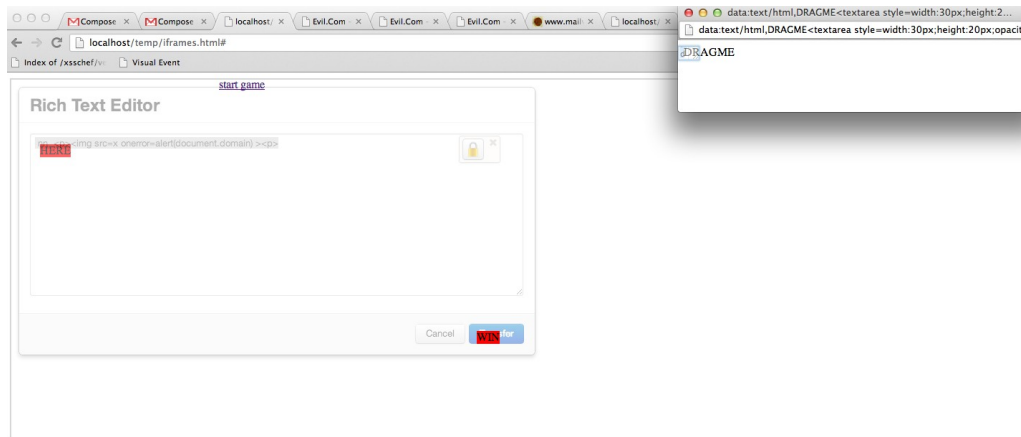 Compose
Compose
localhost/
Evil.Com -
Evil.Com -
Evil.Com -
www.maili
localhost/
localhost/temp/iframes.html#
Index of /xsschef/vc
Visual Event
data:text/html,DRAGME<textarea style=width:30px;height:2...
data:text/html,DRAGME<textarea style=width:30px;height:20px;opacit
DRAGME
start game
Rich Text Editor
<p><img src=x onerror=alert(document.domain) ><p>
HERE
Cancel
WIN